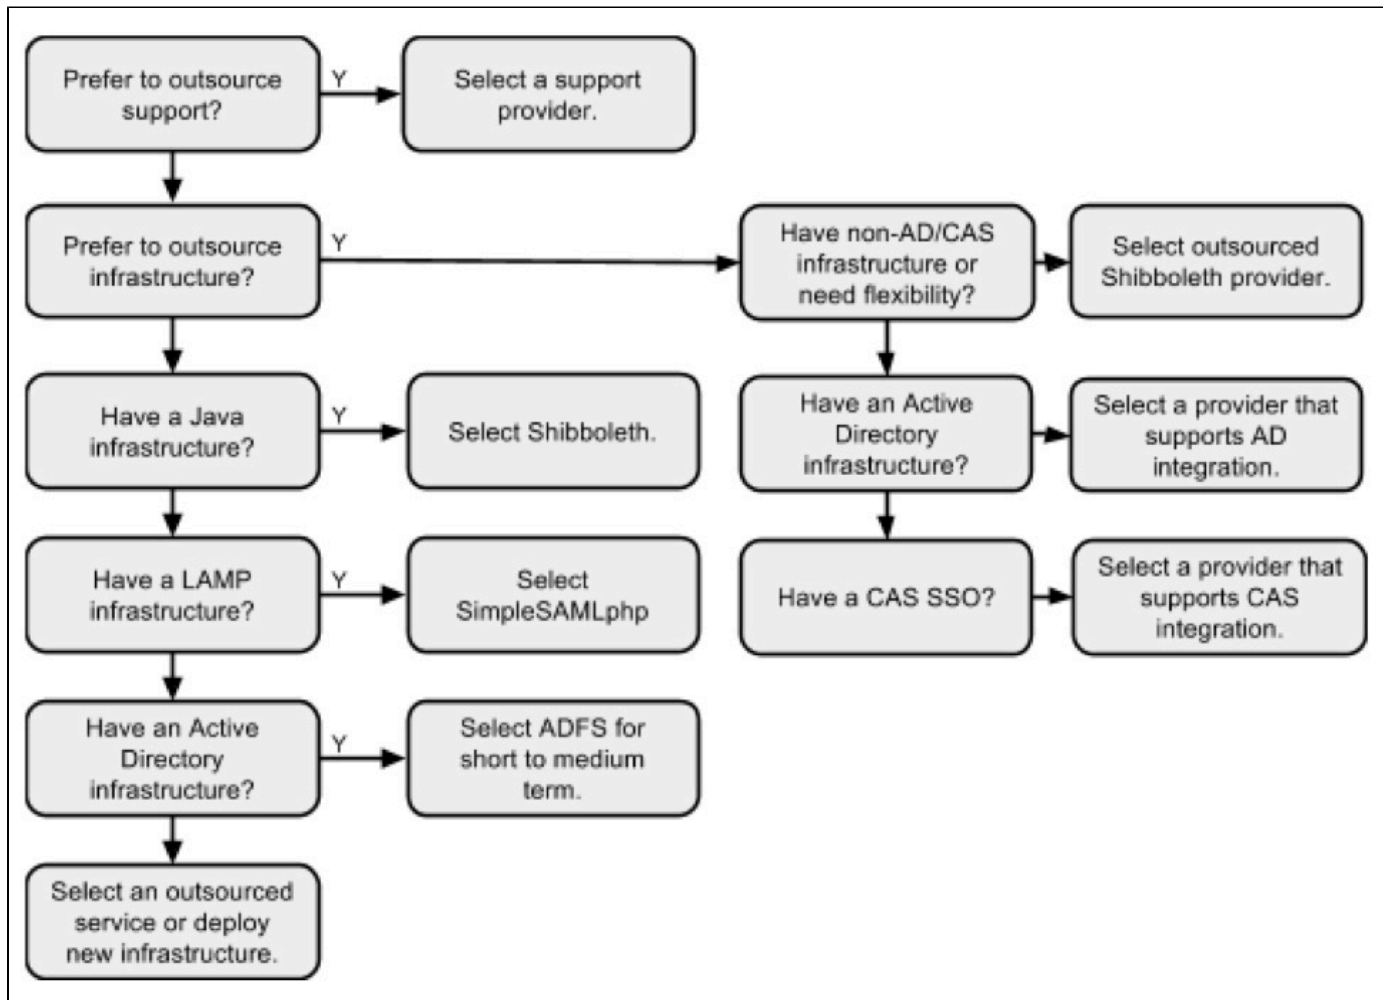 Prefer to outsource
support?
Y
Select a support
provider.
Prefer to outsource
infrastructure?
Y
Have non-AD/CAS
infrastructure or
need flexibility?
Select outsourced
Shibboleth provider.
Have a Java
infrastructure?
Y
Select Shibboleth.
Have an Active
Directory
infrastructure?
Select a provider that
supports AD
integration.
Have a LAMP
infrastructure?
Y
Select
SimpleSAMLphp
Have a CAS SSO?
Select a provider that
supports CAS
integration.
Have an Active
Directory
infrastructure?
Y
Select ADFS for
short to medium
term.
Select an outsourced
service or deploy
new infrastructure.